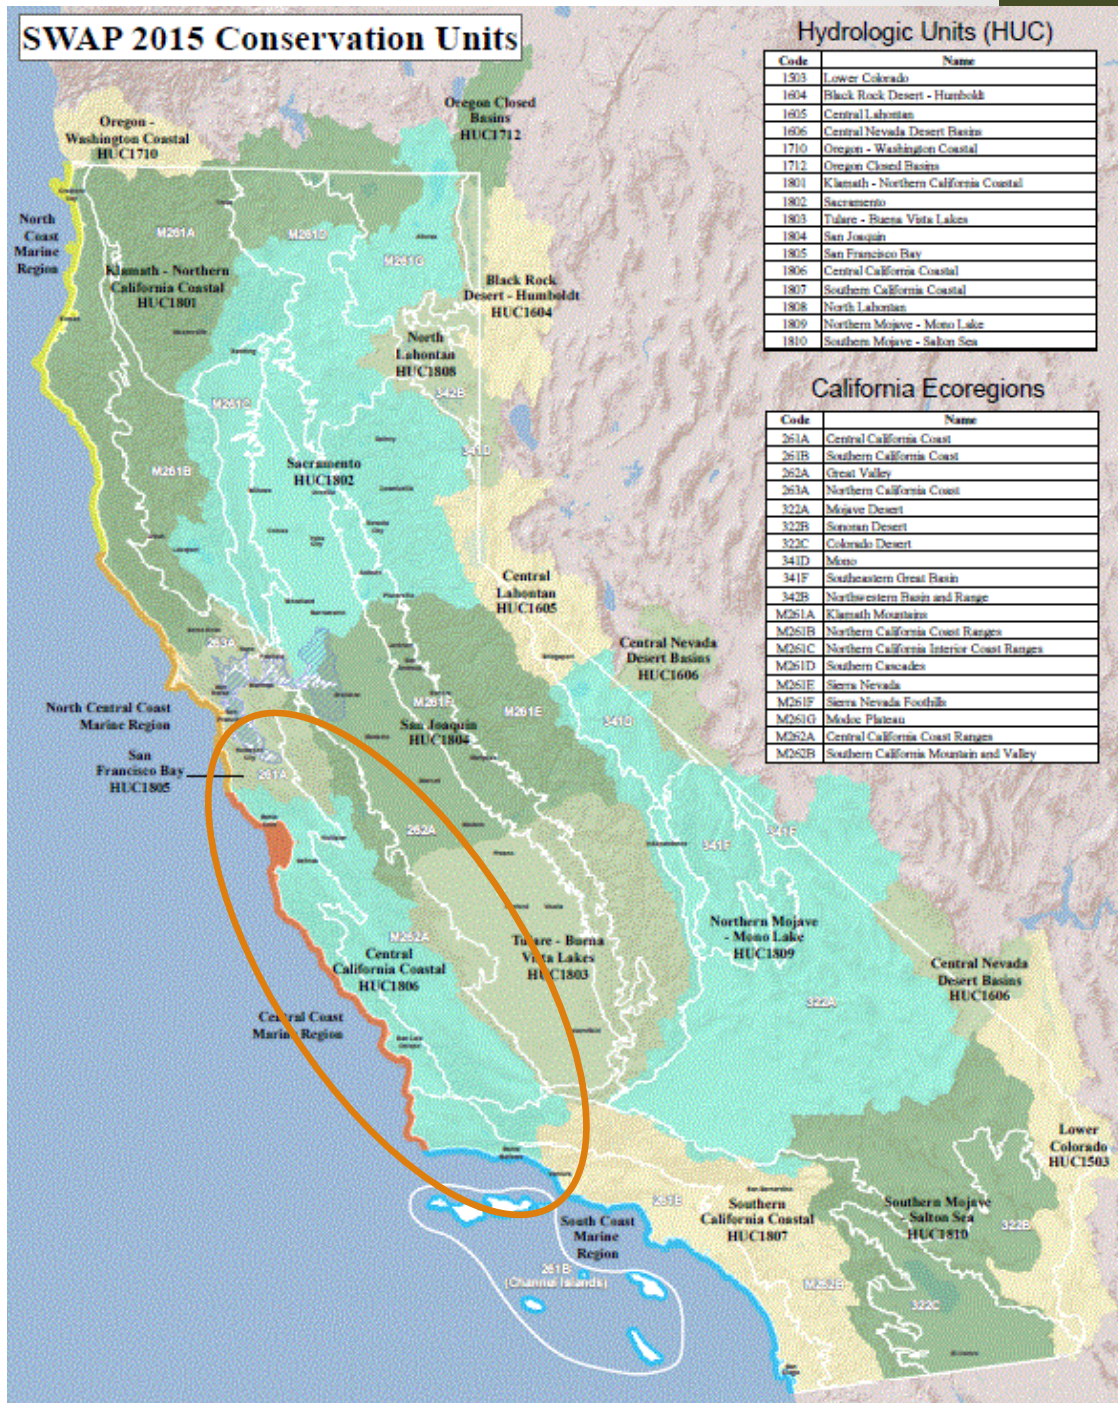 SWAP 2015 Conservation Units
Hydrologic Units (HUC)
Code Name
1503 Lower Colorado
1604 Black Rock Desert - Humboldt
1605 Central Lahontan
1606 Central Nevada Desert Basins
1710 Oregon - Washington Coastal
1712 Oregon Closed Basins
1801 Klamath - Northern California Coastal
1802 Sacramento
1803 Tulare - Buena Vista Lakes
1804 San Joaquin
1805 San Francisco Bay
1806 Central California Coastal
1807 Southern California Coastal
1808 North Lahontan
1809 Northern Mojave - Mono Lake
1810 Southern Mojave - Salton Sea
California Ecoregions
Code Name
261A Central California Coast
261B Southern California Coast
262A Great Valley
263A Northern California Coast
322A Mojave Desert
322B Sonoran Desert
322C Colorado Desert
341D Mono
341F Southeastern Great Basin
342B Northwestern Basin and Range
M261A Klamath Mountains
M261B Northern California Coast Ranges
M261C Northern California Interior Coast Ranges
M261D Southern Cascades
M261E Sierra Nevada
M261F Sierra Nevada Foothills
M261G Modoc Plateau
M262A Central California Coast Ranges
M262B Southern California Mountain and Valley
Oregon -
Washington Coastal
HUC1710
Oregon Closed
Basins
HUC1712
North
Coast
Marine
Region
M261A
M261D
M261G
Klamath - Northern
California Coastal
HUC1801
Black Rock
Desert - Humboldt
HUC1604
North
Lahontan
HUC1808
342B
M261C
341D
M261B
Sacramento
HUC1802
Central
Lahontan
HUC1605
263A
Central Nevada
Desert Basins
HUC1606
North Central Coast
Marine Region
M261F
M261E
341D
San Joaquin
HUC1804
San
Francisco Bay
HUC1805
261A
262A
341F
341F
M262A
Central
California Coastal
HUC1806
Tulare - Buena
Vista Lakes
HUC1803
Northern Mojave
- Mono Lake
HUC1809
Central Nevada
Desert Basins
HUC1606
322A
Central Coast
Marine Region
Lower
Colorado
HUC1503
261B
Southern
California Coastal
HUC1807
Southern Mojave
- Salton Sea
HUC1810
322B
South Coast
Marine
Region
261B
(Channel Islands)
M262B
322C